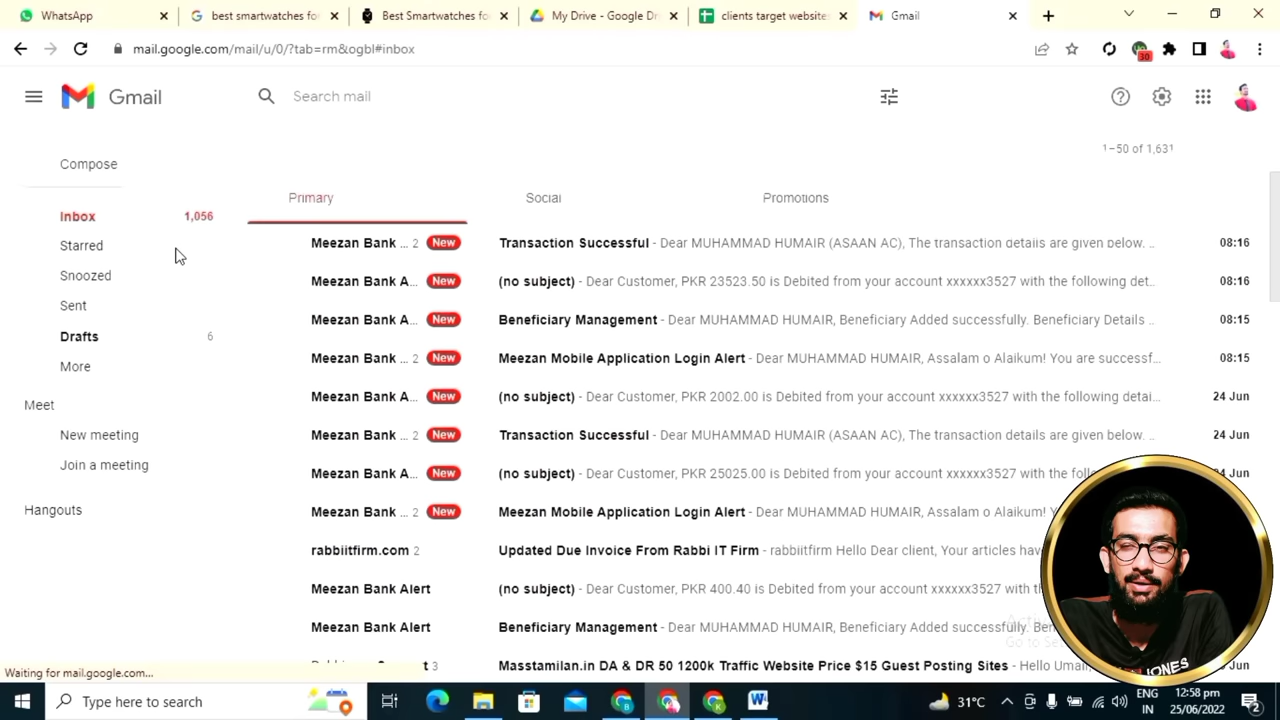 WhatsApp
best smartwatches fo
Best Smartwatches fo
My Drive - Google Dr
clients target website
Gmail
mail.google.com/mail/u/0/?tab=rm&ogbl#inbox
30
Gmail
Search mail
1–50 of 1,631
Compose
Primary
Social
Promotions
Inbox 1,056
Starred
Snoozed
Sent
Drafts 6
More
Meet
New meeting
Join a meeting
Hangouts
Meezan Bank ... 2 New Transaction Successful - Dear MUHAMMAD HUMAIR (ASAAN AC), The transaction details are given below. .. 08:16
Meezan Bank A... New (no subject) - Dear Customer, PKR 23523.50 is Debited from your account xxxxxx3527 with the following det... 08:16
Meezan Bank A... New Beneficiary Management - Dear MUHAMMAD HUMAIR, Beneficiary Added successfully. Beneficiary Details .. 08:15
Meezan Bank A... New Meezan Mobile Application Login Alert - Dear MUHAMMAD HUMAIR, Assalam o Alaikum! You are successf... 08:15
Meezan Bank A... New (no subject) - Dear Customer, PKR 2002.00 is Debited from your account xxxxxx3527 with the following detai... 24 Jun
Meezan Bank ... 2 New Transaction Successful - Dear MUHAMMAD HUMAIR (ASAAN AC), The transaction details are given below. .. 24 Jun
Meezan Bank A... New (no subject) - Dear Customer, PKR 25025.00 is Debited from your account xxxxxx3527 with the foll Jun
Meezan Bank ... 2 New Meezan Mobile Application Login Alert - Dear MUHAMMAD HUMAIR, Assalam o Alaikum!
rabbiitfirm.com 2 Updated Due Invoice From Rabbi IT Firm - rabbiitfirm Hello Dear client, Your articles hav
Meezan Bank Alert (no subject) - Dear Customer, PKR 400.40 is Debited from your account xxxxxx3527 with th
Meezan Bank Alert Beneficiary Management - Dear MUHAMMAD HUMAIR, Beneficiary Added successfully.
3 Masstamilan.in DA & DR 50 1200k Traffic Website Price $15 Guest Posting Sites - Hello Umai Jun
Waiting for mail.google.com...
JONES
Type here to search
31°C
ENG
IN
12:58 pm
25/06/2022
2